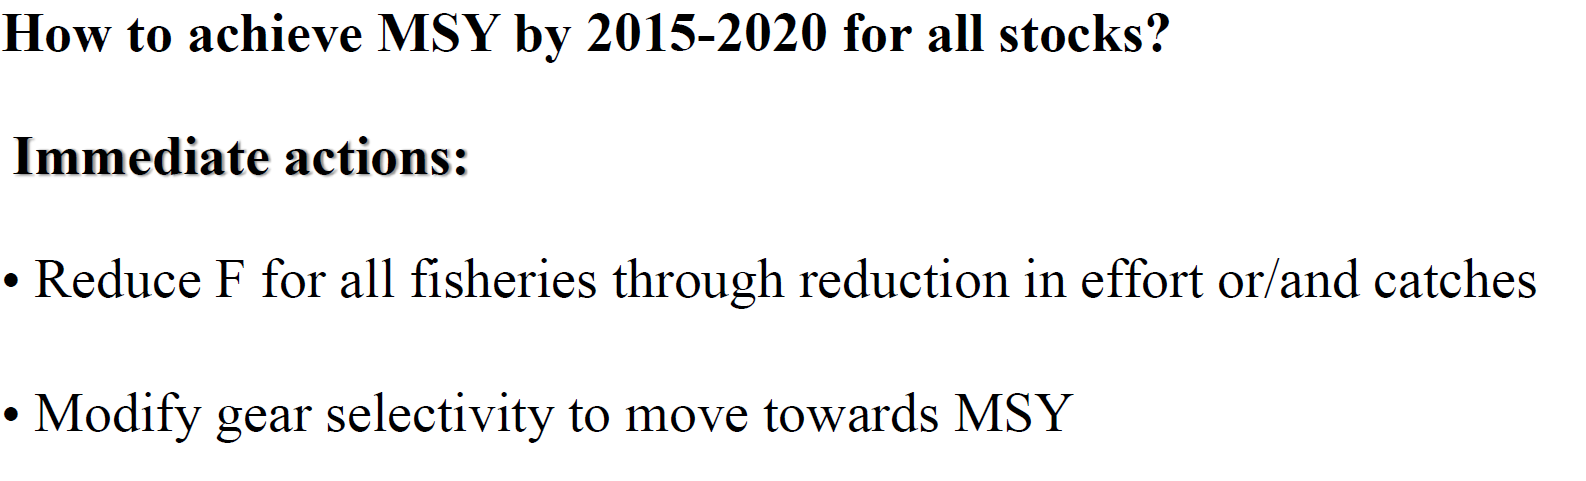 How to achieve MSY by 2015-2020 for all stocks?
Immediate actions:
• Reduce F for all fisheries through reduction in effort or/and catches
• Modify gear selectivity to move towards MSY